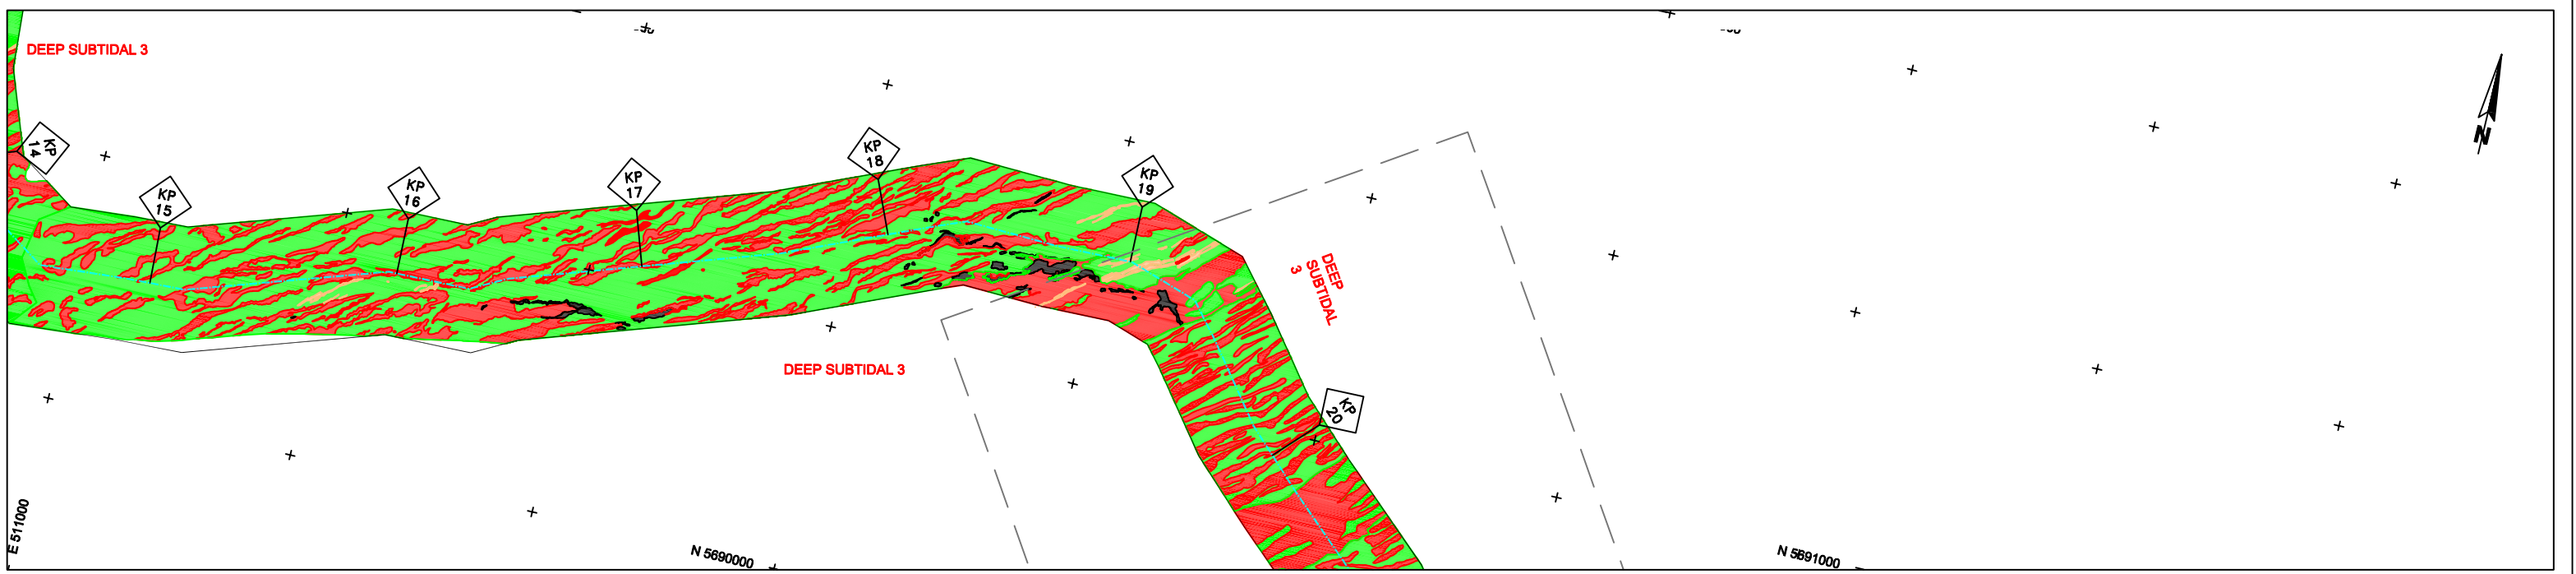 DEEP SUBTIDAL 3
KP
14
KP
15
KP
16
KP
17
KP
18
KP
19
DEEP
SUBTIDAL
3
N
DEEP SUBTIDAL 3
KP
20
E 511000
N 5690000
N 5691000